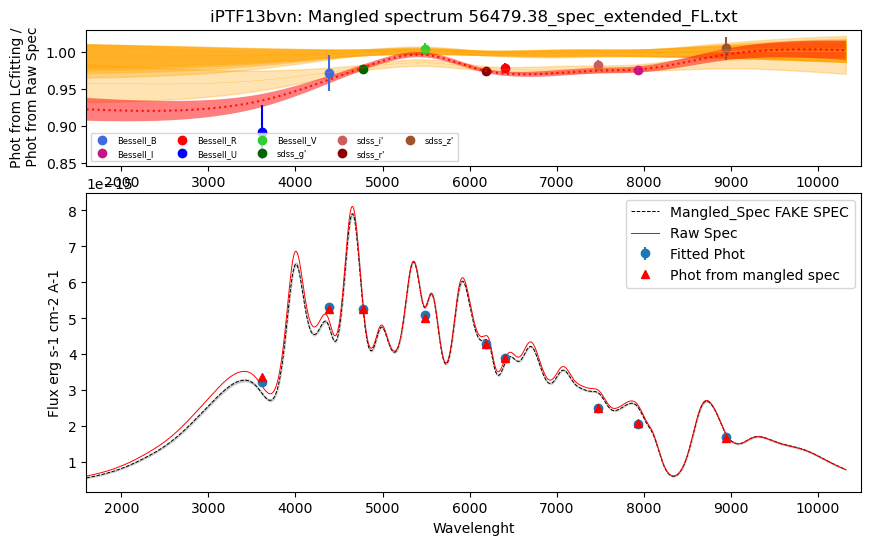 iPTF13bvn: Mangled spectrum 56479.38_spec_extended_FL.txt
Phot from LCfitting /
Phot from Raw Spec
1.00
0.95
0.90
0.85
Bessell_B Bessell_R Bessell_V sdss_i' sdss_z'
Bessell_I Bessell_U sdss_g' sdss_r'
2000 3000 4000 5000 6000 7000 8000 9000 10000
1e−15
Flux erg s-1 cm-2 A-1
8
7
6
5
4
3
2
1
Mangled_Spec FAKE SPEC
Raw Spec
Fitted Phot
Phot from mangled spec
2000 3000 4000 5000 6000 7000 8000 9000 10000
Wavelenght